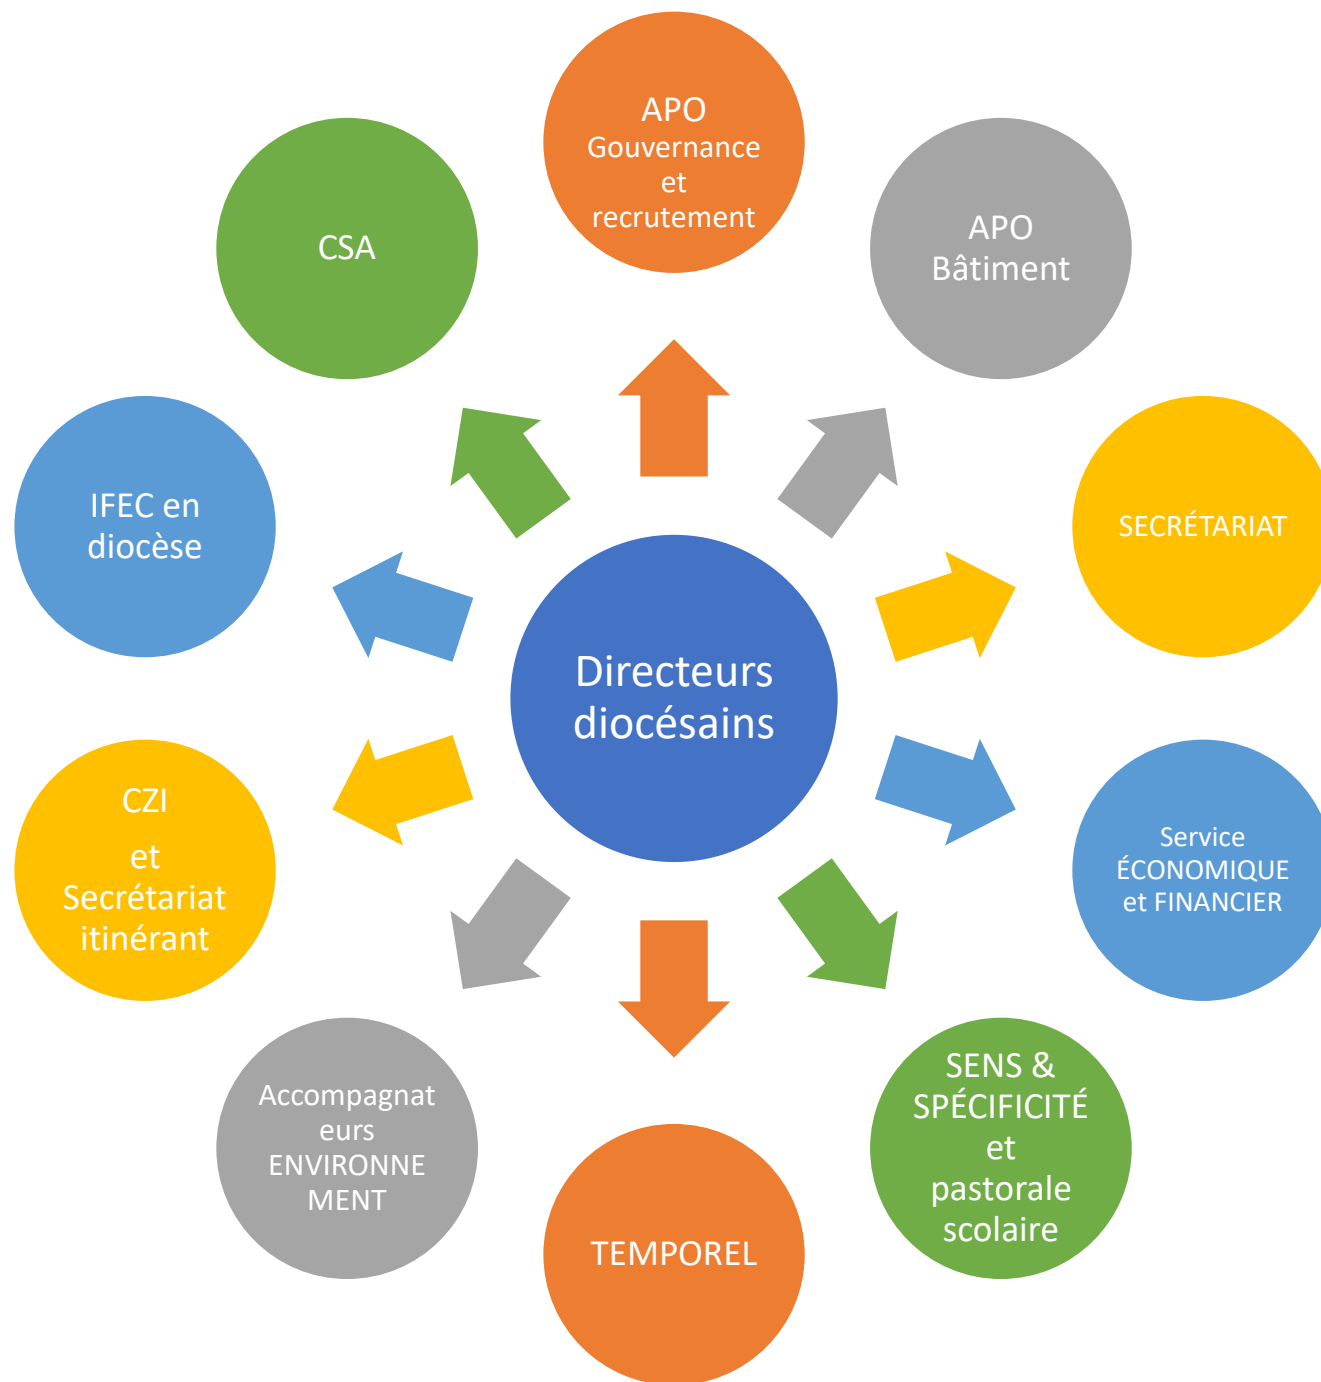 APO
Gouvernance
et
recrutement
APO
Bâtiment
SECRÉTARIAT
Service
ÉCONOMIQUE
et FINANCIER
SENS &
SPÉCIFICITÉ
et
pastorale
scolaire
TEMPOREL
Accompagnat
eurs
ENVIRONNE
MENT
CZI
et
Secrétariat
itinérant
IFEC en
diocèse
CSA
Directeurs
diocésains